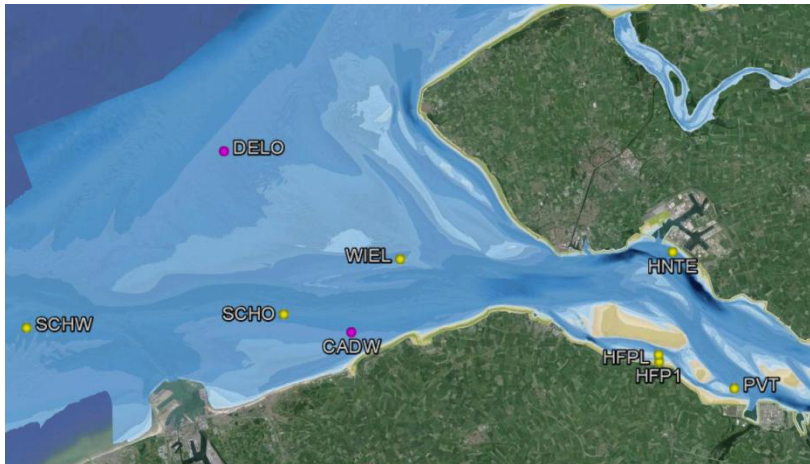 DELO
WIEL
HNTE
SCHO
SCHW
CADW
HFPL
HFP1
PVT